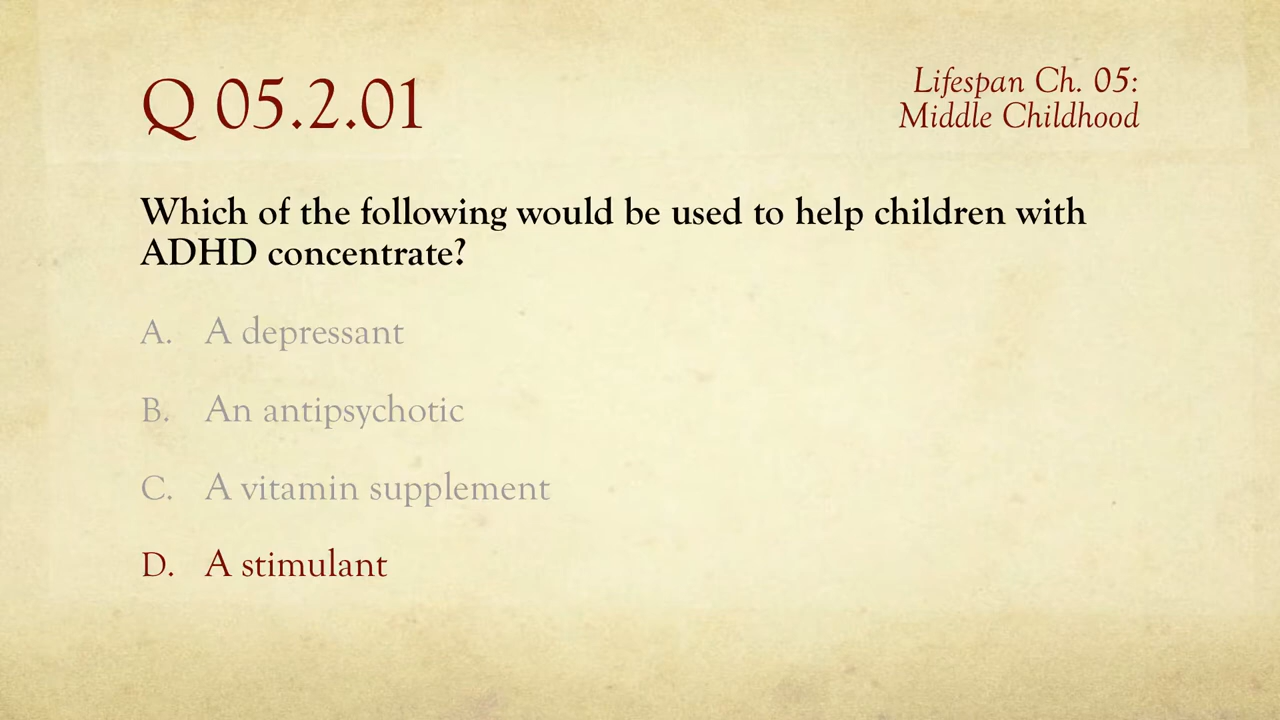 Q 05.2.01
Lifespan Ch. 05:
Middle Childhood
Which of the following would be used to help children with
ADHD concentrate?
A. A depressant
B. An antipsychotic
C. A vitamin supplement
D. A stimulant